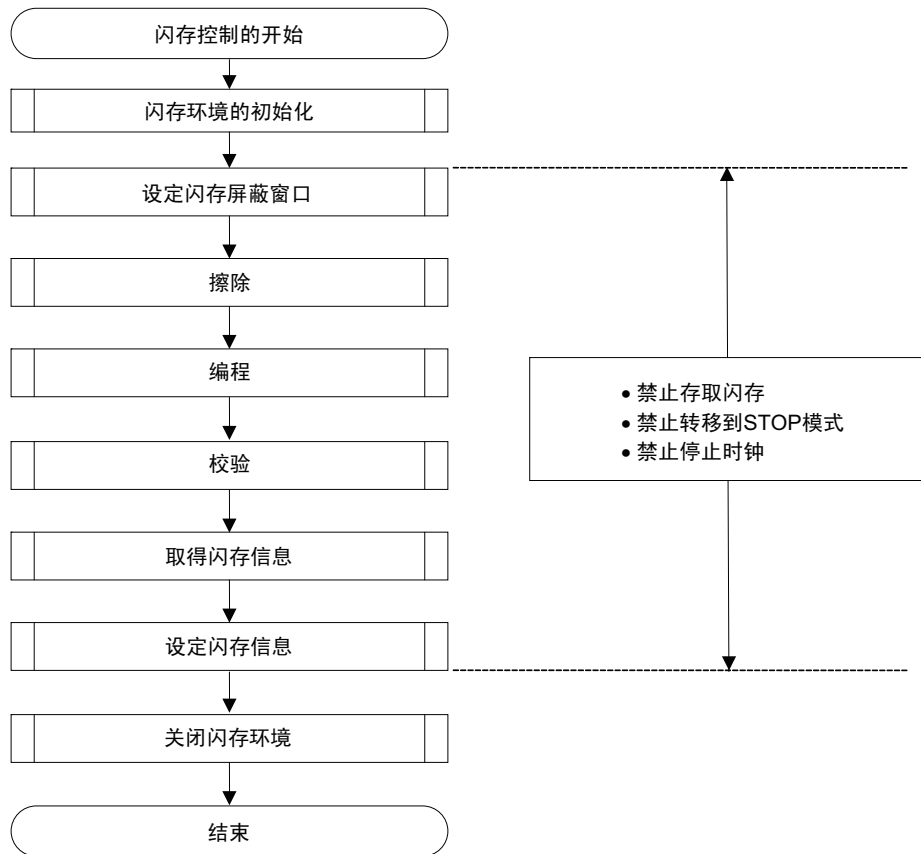 闪存控制的开始
闪存环境的初始化
设定闪存屏蔽窗口
擦除
编程
校验
取得闪存信息
设定闪存信息
关闭闪存环境
结束
• 禁止存取闪存
• 禁止转移到STOP模式
• 禁止停止时钟